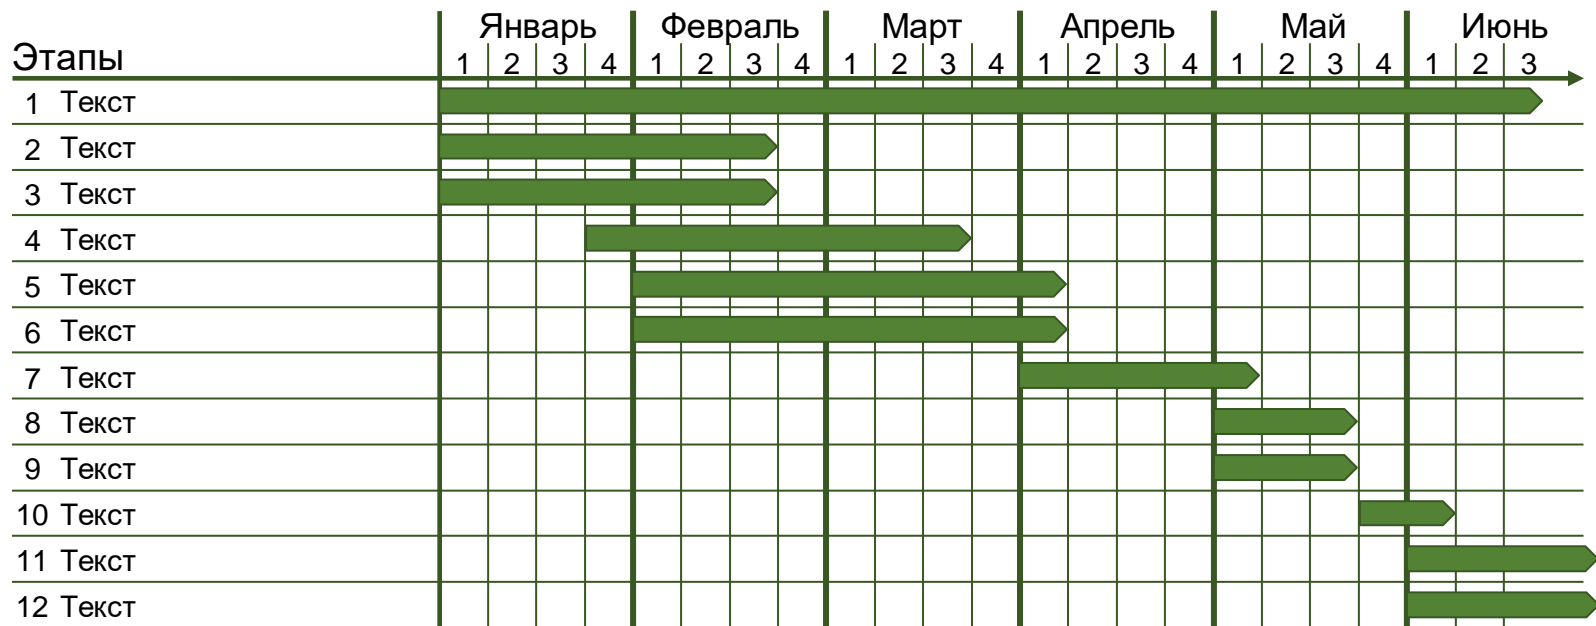 Январь Февраль Март Апрель Май Июнь
Этапы 1 2 3 4 1 2 3 4 1 2 3 4 1 2 3 4 1 2 3 4 1 2 3
1 Текст
2 Текст
3 Текст
4 Текст
5 Текст
6 Текст
7 Текст
8 Текст
9 Текст
10 Текст
11 Текст
12 Текст